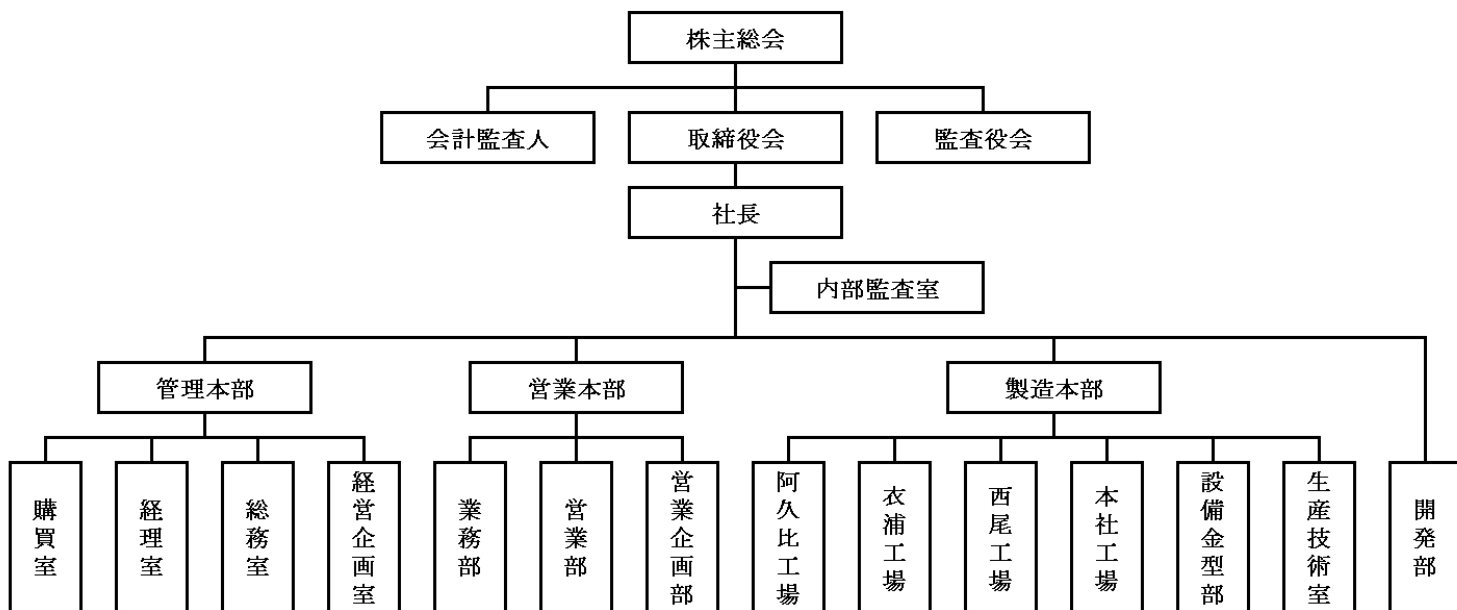 株主総会
会計監査人
取締役会
監査役会
社長
内部監査室
管理本部
営業本部
製造本部
購買室
経理室
総務室
経営企画室
業務部
営業部
営業企画部
阿久比工場
衣浦工場
西尾工場
本社工場
設備金型部
生産技術室
開発部